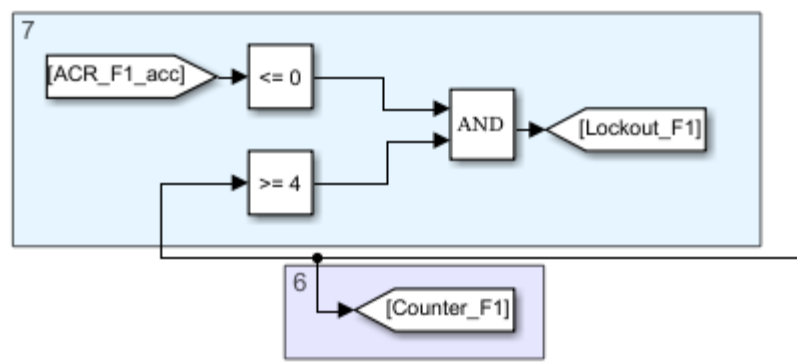 7
[ACR_F1_acc]
<= 0
AND
[Lockout_F1]
>= 4
6
[Counter_F1]